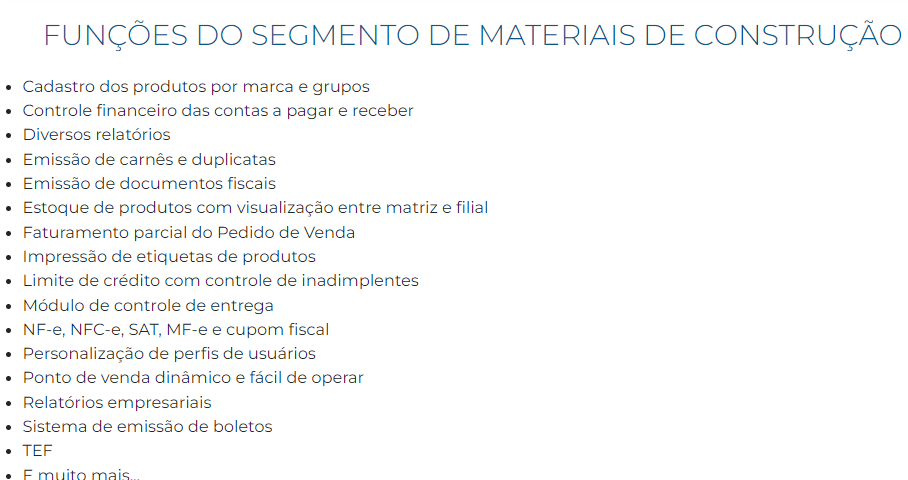 FUNÇÕES DO SEGMENTO DE MATERIAIS DE CONSTRUÇÃO
Cadastro dos produtos por marca e grupos
Controle financeiro das contas a pagar e receber
Diversos relatórios
Emissão de carnês e duplicatas
Emissão de documentos fiscais
Estoque de produtos com visualização entre matriz e filial
Faturamento parcial do Pedido de Venda
Impressão de etiquetas de produtos
Limite de crédito com controle de inadimplentes
Módulo de controle de entrega
NF-e, NFC-e, SAT, MF-e e cupom fiscal
Personalização de perfis de usuários
Ponto de venda dinâmico e fácil de operar
Relatórios empresariais
Sistema de emissão de boletos
TEF
E muito mais...